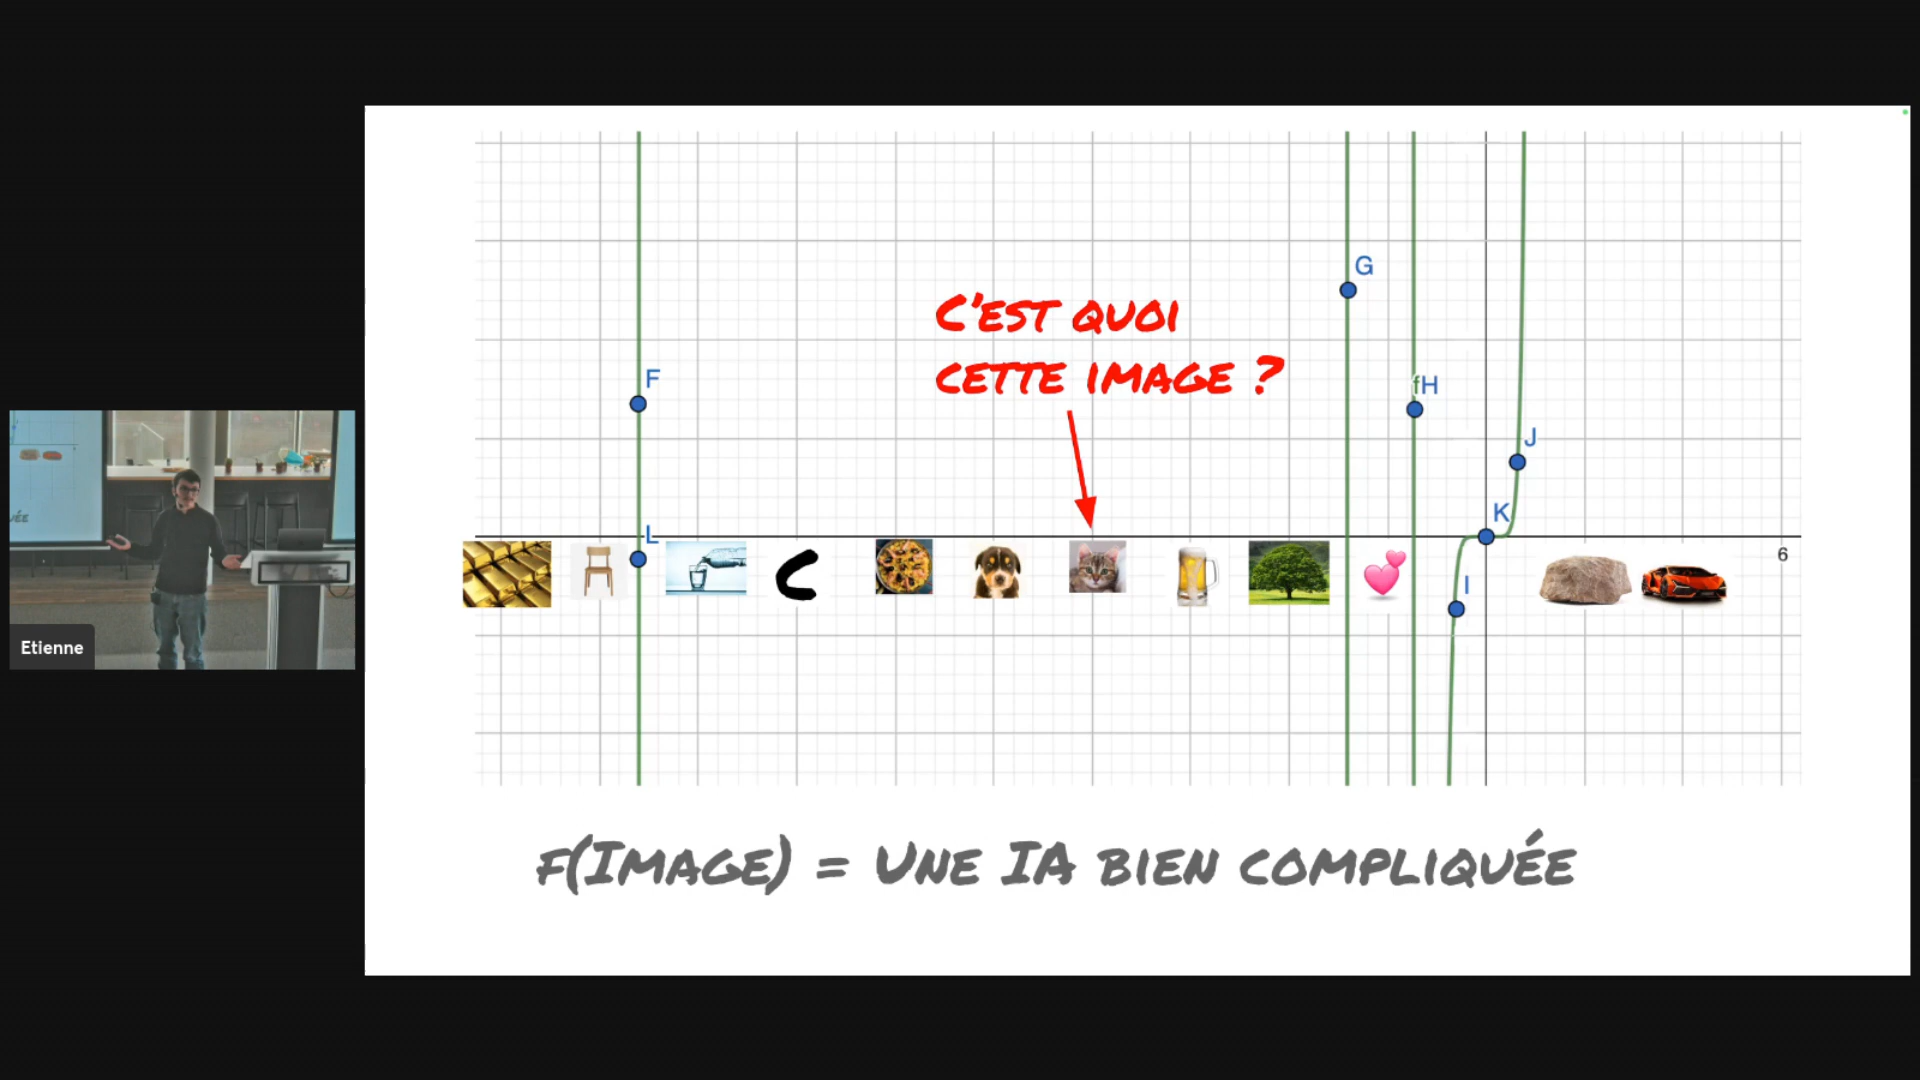 G
C'EST QUOI
CETTE IMAGE ?
F
fH
J
K
L
6
I
F(IMAGE) = UNE IA BIEN COMPLIQUÉE
Etienne